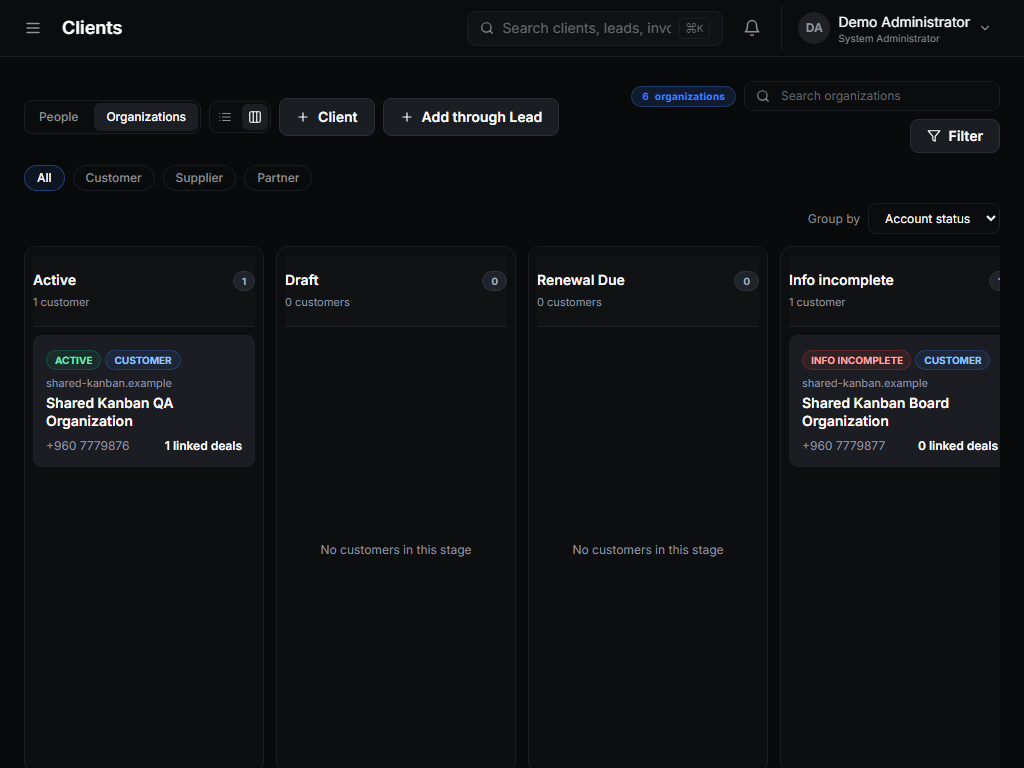 Clients
Search clients, leads, invo
⌘K
DA
Demo Administrator
System Administrator
People
Organizations
+ Client
+ Add through Lead
6 organizations
Search organizations
Filter
All
Customer
Supplier
Partner
Group by
Account status
Active
1
1 customer
ACTIVE
CUSTOMER
shared-kanban.example
Shared Kanban QA
Organization
+960 7779876
1 linked deals
Draft
0
0 customers
No customers in this stage
Renewal Due
0
0 customers
No customers in this stage
Info incomplete
1 customer
INFO INCOMPLETE
CUSTOMER
shared-kanban.example
Shared Kanban Board
Organization
+960 7779877
0 linked deals